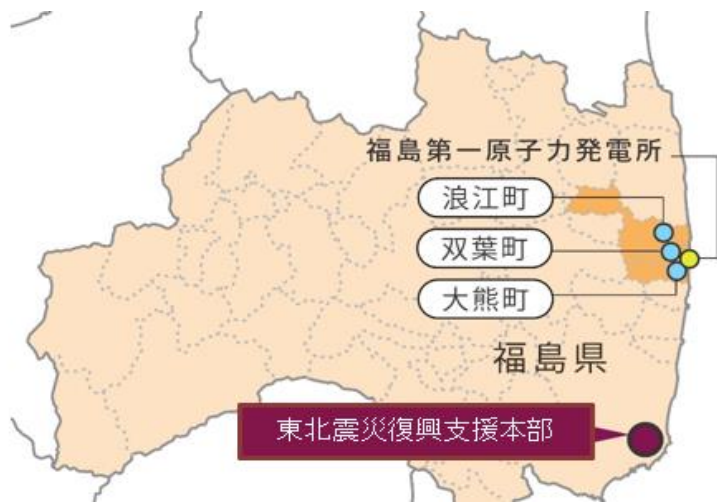 福島第一原子力発電所
浪江町
双葉町
大熊町
福島県
東北震災復興支援本部